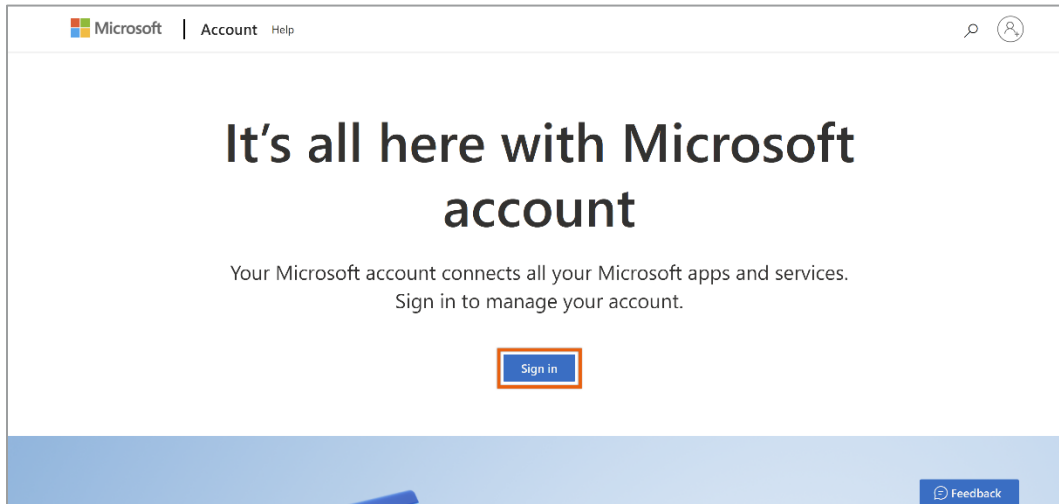 Microsoft Account Help
It’s all here with Microsoft
account
Your Microsoft account connects all your Microsoft apps and services.
Sign in to manage your account.
Sign in
Feedback